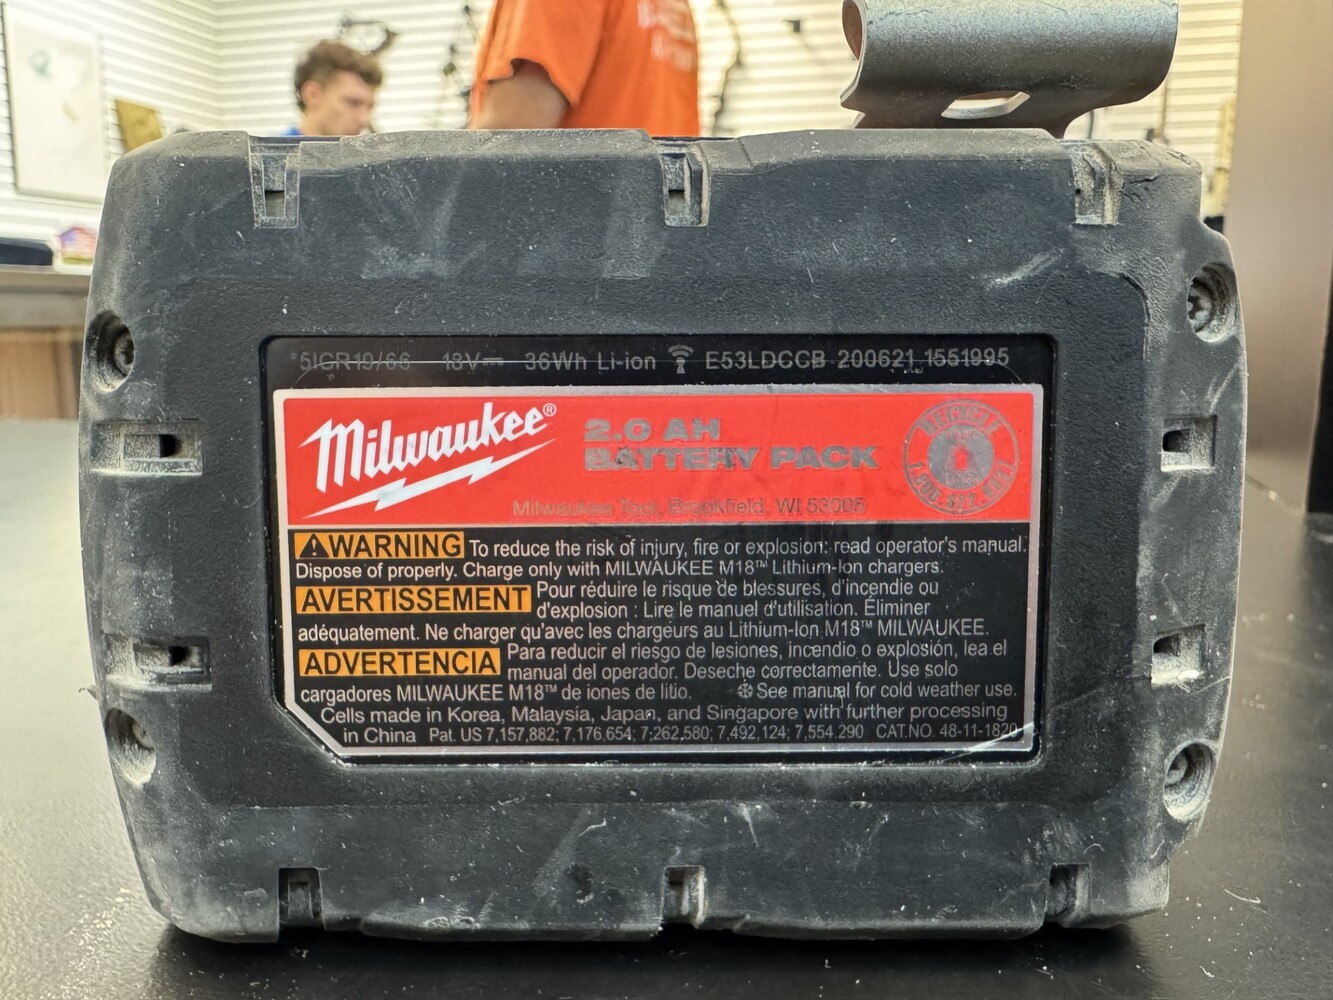 5ICR19/66 18V⎓ 36Wh Li-ion E53LDCCB 200621 1551995
Milwaukee®
2.0 AH
BATTERY PACK
RECYCLE
Milwaukee Tool, Brookfield, WI 53005
⚠WARNING To reduce the risk of injury, fire or explosion: read operator's manual.
Dispose of properly. Charge only with MILWAUKEE M18™ Lithium-Ion chargers.
AVERTISSEMENT Pour réduire le risque de blessures, d'incendie ou
d'explosion : Lire le manuel d'utilisation. Éliminer
adéquatement. Ne charger qu'avec les chargeurs au Lithium-Ion M18™ MILWAUKEE.
ADVERTENCIA Para reducir el riesgo de lesiones, incendio o explosión, lea el
manual del operador. Deseche correctamente. Use solo
cargadores MILWAUKEE M18™ de iones de litio. ❄See manual for cold weather use.
Cells made in Korea, Malaysia, Japan, and Singapore with further processing
in China Pat. US 7,157,882; 7,176,654; 7,262,580; 7,492,124; 7,554,290 CAT.NO. 48-11-1820